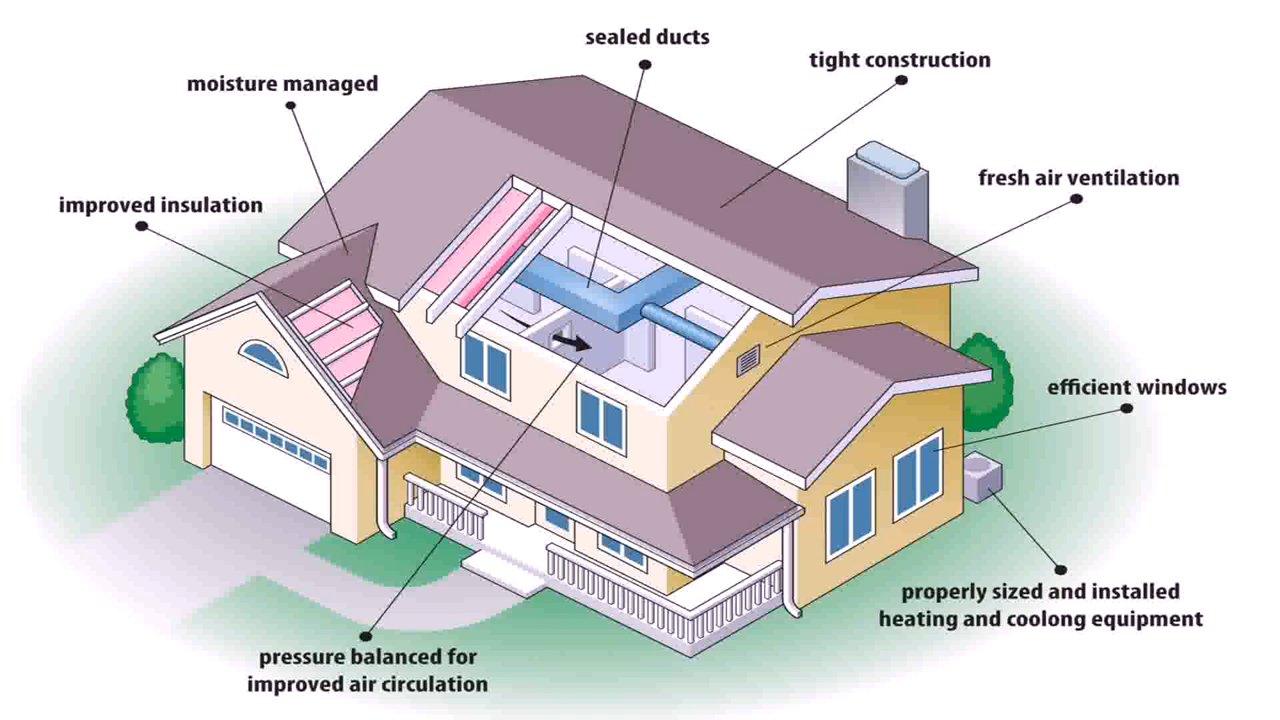 sealed ducts
tight construction
moisture managed
fresh air ventilation
improved insulation
efficient windows
properly sized and installed
heating and coolong equipment
pressure balanced for
improved air circulation